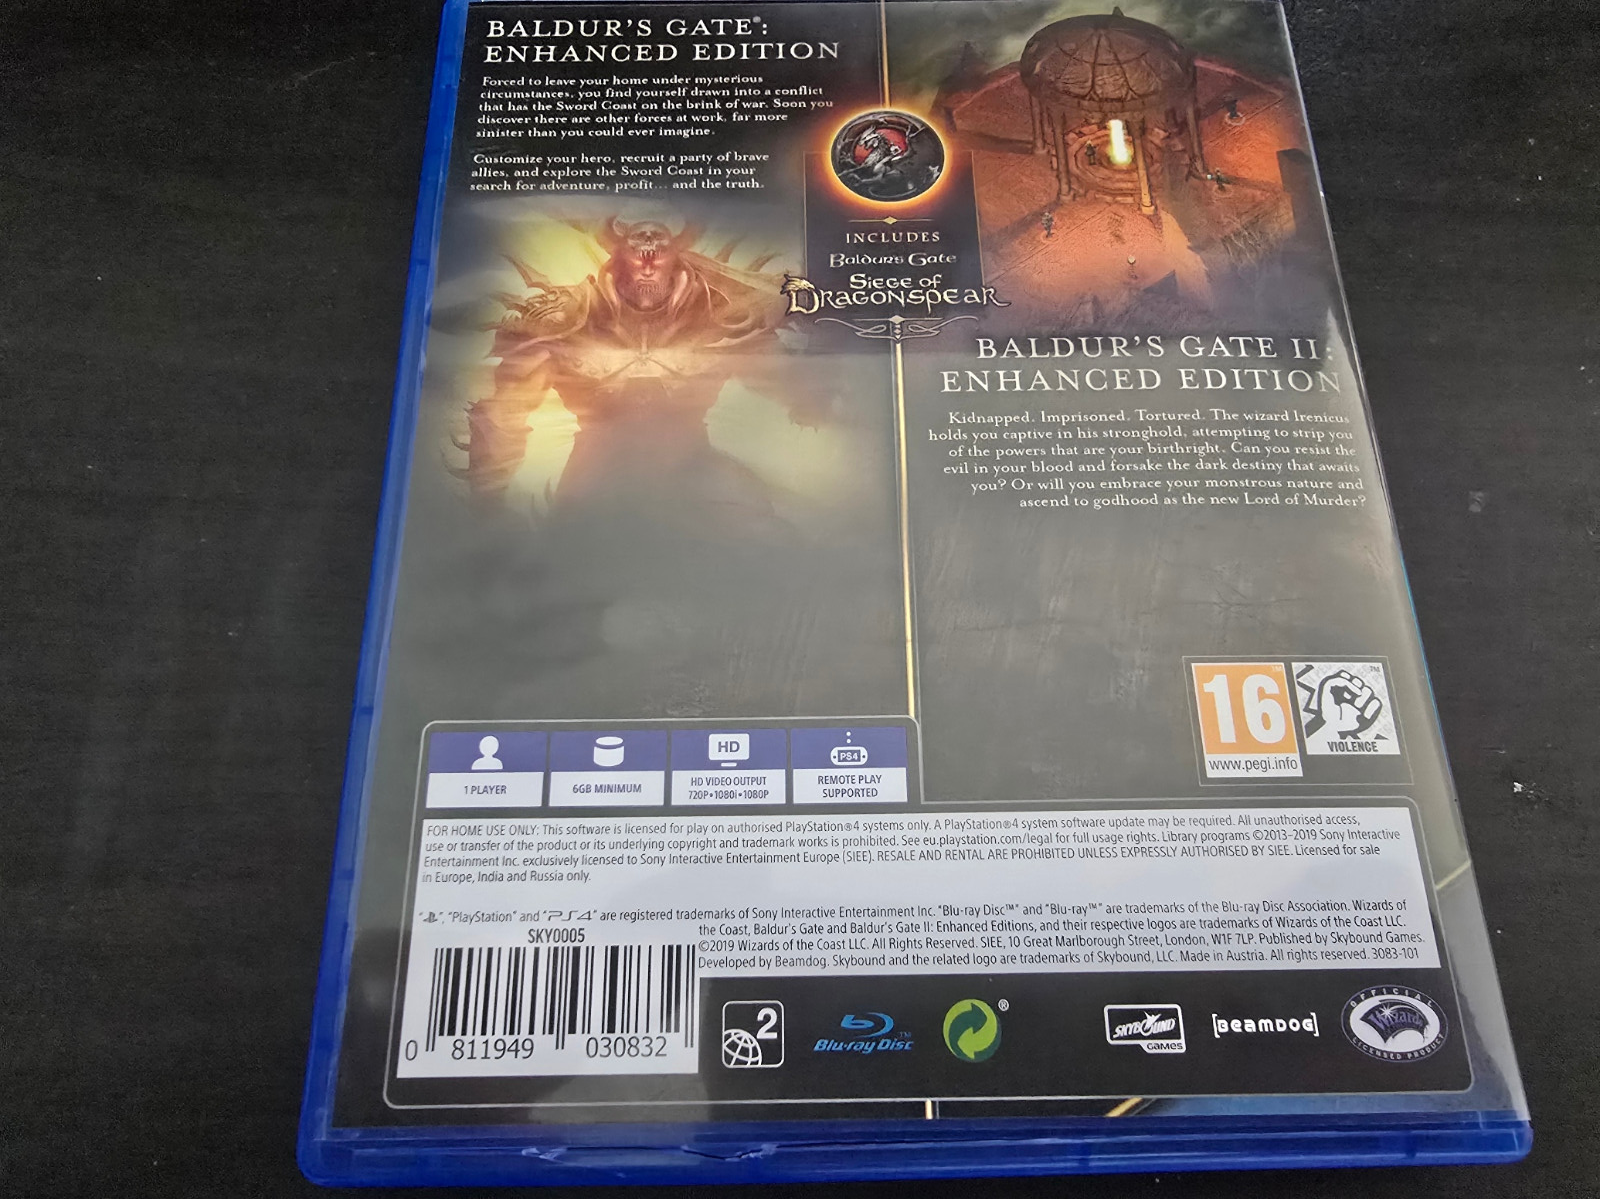 BALDUR'S GATE®:
ENHANCED EDITION
Forced to leave your home under mysterious
circumstances, you find yourself drawn into a conflict
that has the Sword Coast on the brink of war. Soon you
discover there are other forces at work, far more
sinister than you could ever imagine.
Customize your hero, recruit a party of brave
allies, and explore the Sword Coast in your
search for adventure, profit... and the truth.
INCLUDES
Baldur's Gate
Siege of
Dragonspear
BALDUR'S GATE II:
ENHANCED EDITION
Kidnapped. Imprisoned. Tortured. The wizard Irenicus
holds you captive in his stronghold, attempting to strip you
of the powers that are your birthright. Can you resist the
evil in your blood and forsake the dark destiny that awaits
you? Or will you embrace your monstrous nature and
ascend to godhood as the new Lord of Murder?
16
VIOLENCE
www.pegi.info
HD
PS4
1 PLAYER
6GB MINIMUM
HD VIDEO OUTPUT
720P•1080i•1080P
REMOTE PLAY
SUPPORTED
FOR HOME USE ONLY: This software is licensed for play on authorised PlayStation®4 systems only. A PlayStation®4 system software update may be required. All unauthorised access,
use or transfer of the product or its underlying copyright and trademark works is prohibited. See eu.playstation.com/legal for full usage rights. Library programs ©2013-2019 Sony Interactive
Entertainment Inc. exclusively licensed to Sony Interactive Entertainment Europe (SIEE). RESALE AND RENTAL ARE PROHIBITED UNLESS EXPRESSLY AUTHORISED BY SIEE. Licensed for sale
in Europe, India and Russia only.
"PlayStation" and "PS4" are registered trademarks of Sony Interactive Entertainment Inc. "Blu-ray Disc™" and "Blu-ray™" are trademarks of the Blu-ray Disc Association. Wizards of
the Coast, Baldur's Gate and Baldur's Gate II: Enhanced Editions, and their respective logos are trademarks of Wizards of the Coast LLC.
©2019 Wizards of the Coast LLC. All Rights Reserved. SIEE, 10 Great Marlborough Street, London, W1F 7LP. Published by Skybound Games.
Developed by Beamdog. Skybound and the related logo are trademarks of Skybound, LLC. Made in Austria. All rights reserved. 3083-101
SKY0005
0 811949 030832
2
Blu-ray Disc™
®
SKYBOUND
GAMES
[BEAMDOG]
OFFICIAL
Wizards
LICENSED PRODUCT